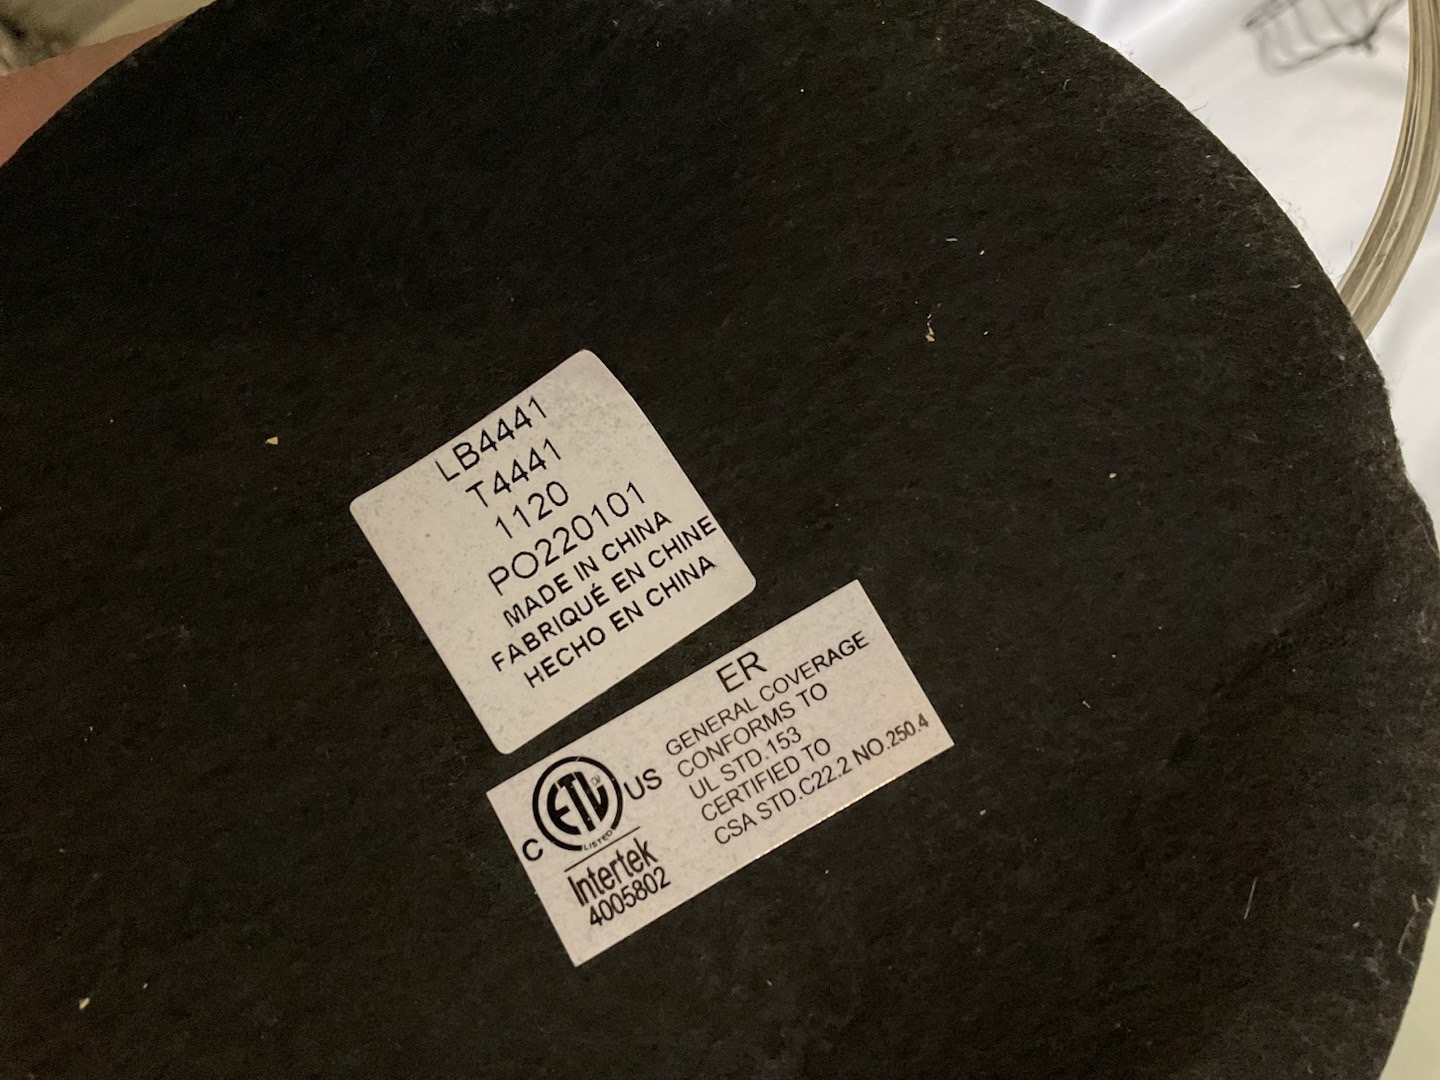 LB4441
T4441
1120
PO220101
MADE IN CHINA
FABRIQUÉ EN CHINE
HECHO EN CHINA
ER
GENERAL COVERAGE
CONFORMS TO
UL STD.153
CERTIFIED TO
CSA STD.C22.2 NO.250.4
C ETL US
LISTED
Intertek
4005802